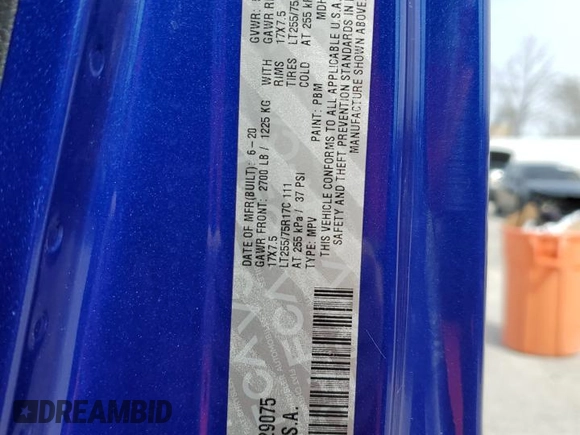 DATE OF MFR(BUILT): 6-20 GVWR:
GAWR FRONT: 2700 LB / 1225 KG WITH GAWR
17X7.5 RIMS 17X7.5
LT255/75R17C 111 TIRES LT255/75
AT 255 kPa / 37 PSI COLD AT 255
TYPE: MPV PAINT: PBM MDH
THIS VEHICLE CONFORMS TO ALL APPLICABLE U.S.A.
SAFETY AND THEFT PREVENTION STANDARDS IN
MANUFACTURE SHOWN ABOVE
29075
S.A.
DREAMBID